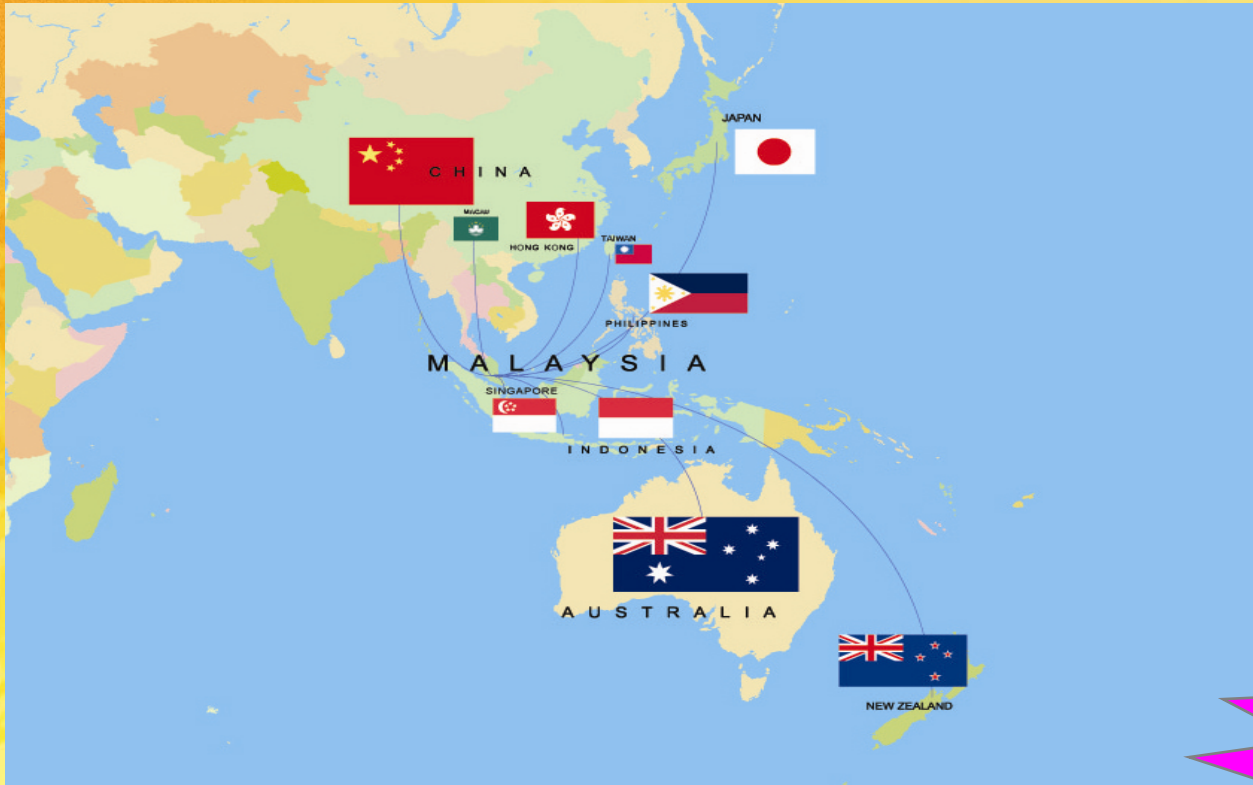 JAPAN
CHINA
MACAU
HONG KONG
TAIWAN
PHILIPPINES
MALAYSIA
SINGAPORE
INDONESIA
AUSTRALIA
NEW ZEALAND